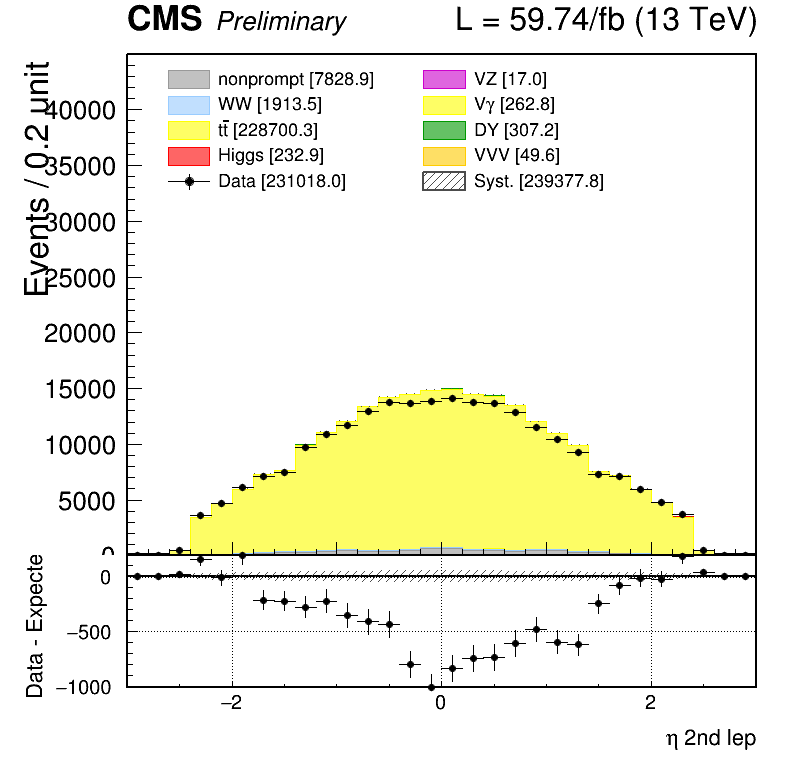 CMS Preliminary L = 59.74/fb (13 TeV)
Events / 0.2 unit
nonprompt [7828.9] VZ [17.0]
WW [1913.5] Vγ [262.8]
tt̄ [228700.3] DY [307.2]
Higgs [232.9] VVV [49.6]
Data [231018.0] Syst. [239377.8]
40000
35000
30000
25000
20000
15000
10000
5000
0
Data - Expecte
0
−500
−1000
−2 0 2
η 2nd lep